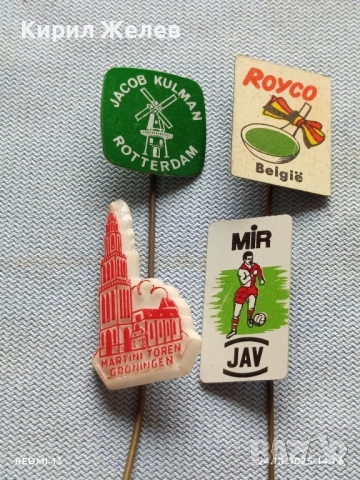 Кирил Желев
JACOB KULMAN
ROTTERDAM
ROYCO
België
MARTINI TOREN
GRONINGEN
MIR
JAV
REDMI 13